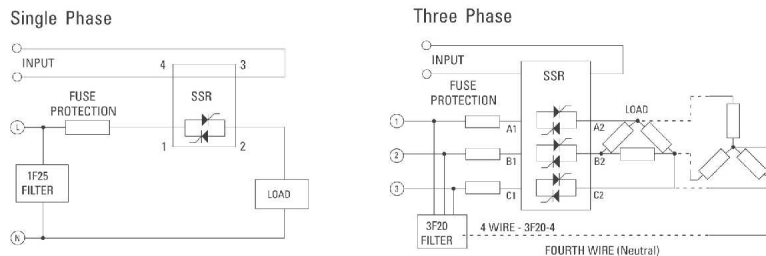 Single Phase
INPUT
4
3
FUSE
PROTECTION
SSR
L
1
2
1F25
FILTER
LOAD
N
Three Phase
INPUT
FUSE
PROTECTION
SSR
LOAD
1
A1
A2
2
B1
B2
3
C1
C2
3F20
FILTER
4 WIRE - 3F20-4
FOURTH WIRE (Neutral)